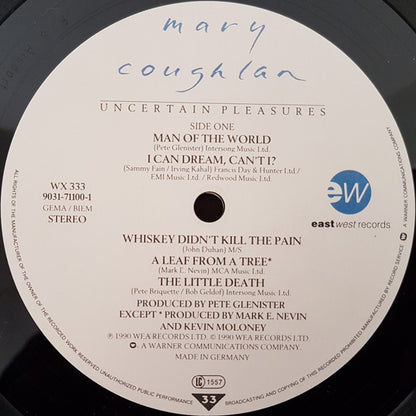 mary
coughlan
UNCERTAIN PLEASURES
SIDE ONE
MAN OF THE WORLD
(Pete Glenister) Intersong Music Ltd.
I CAN DREAM, CAN'T I?
(Sammy Fain / Irving Kahal) Francis Day & Hunter Ltd./
EMI Music Ltd. / Redwood Music Ltd.
WX 333
9031-71100-1
GEMA / BIEM
STEREO
ew
eastwest records
WHISKEY DIDN'T KILL THE PAIN
(John Duhan) M/S
A LEAF FROM A TREE*
(Mark E. Nevin) MCA Music Ltd.
THE LITTLE DEATH
(Pete Briquette / Bob Geldof) Intersong Music Ltd.
PRODUCED BY PETE GLENISTER
EXCEPT * PRODUCED BY MARK E. NEVIN
AND KEVIN MOLONEY
℗ 1990 WEA RECORDS LTD. © 1990 WEA RECORDS LTD.
A WARNER COMMUNICATIONS COMPANY.
MADE IN GERMANY
LC 1557
33
ALL RIGHTS OF THE MANUFACTURER AND OF THE OWNER OF THE RECORDED WORK RESERVED UNAUTHORIZED PUBLIC PERFORMANCE BROADCASTING AND COPYING OF THIS RECORD PROHIBITED
MANUFACTURED BY RECORD SERVICE GMBH
A WARNER COMMUNICATIONS COMPANY